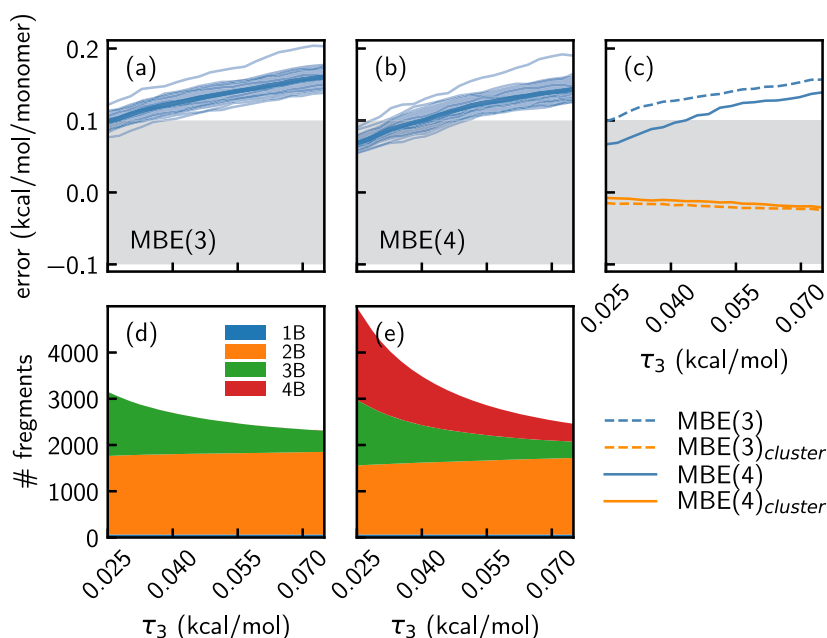 (a)
(b)
(c)
error (kcal/mol/monomer)
0.2
0.1
0.0
−0.1
MBE(3)
MBE(4)
0.025
0.040
0.055
0.070
τ3 (kcal/mol)
(d)
(e)
1B
2B
3B
4B
# fregments
4000
3000
2000
1000
0
0.025
0.040
0.055
0.070
τ3 (kcal/mol)
0.025
0.040
0.055
0.070
τ3 (kcal/mol)
MBE(3)
MBE(3)cluster
MBE(4)
MBE(4)cluster